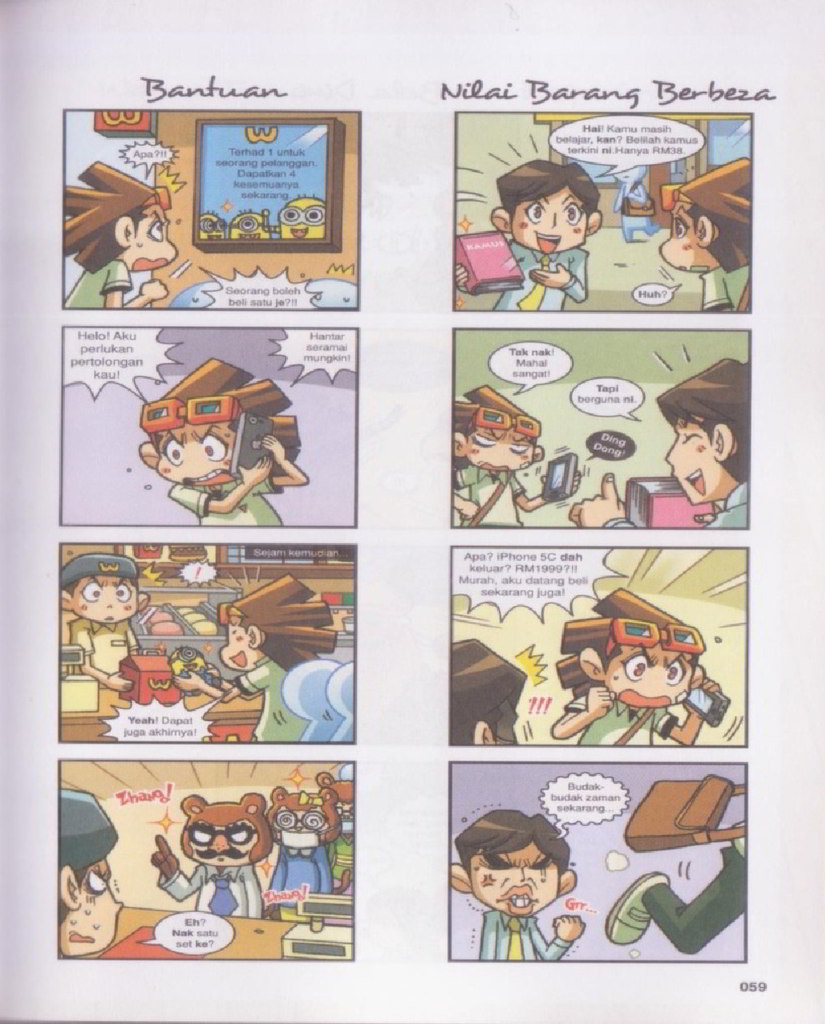 Bantuan
Apa?!!
Terhad 1 untuk
seorang pelanggan.
Dapatkan 4
kesemuanya
sekarang.
Seorang boleh
beli satu je?!!
Helo! Aku
perlukan
pertolongan
kau!
Hantar
seramai
mungkin!
Sejam kemudian...
!
Yeah! Dapat
juga akhirnya!
Zhang!
Zhang!
Eh?
Nak satu
set ke?
Nilai Barang Berbeza
Hai! Kamu masih
belajar, kan? Belilah kamus
terkini ni.Hanya RM38.
KAMUS
Huh?
Tak nak!
Mahal
sangat!
Tapi
berguna ni.
Ding
Dong!
Apa? iPhone 5C dah
keluar? RM1999?!!
Murah, aku datang beli
sekarang juga!
!!!
Budak-
budak zaman
sekarang...
Grr...
059